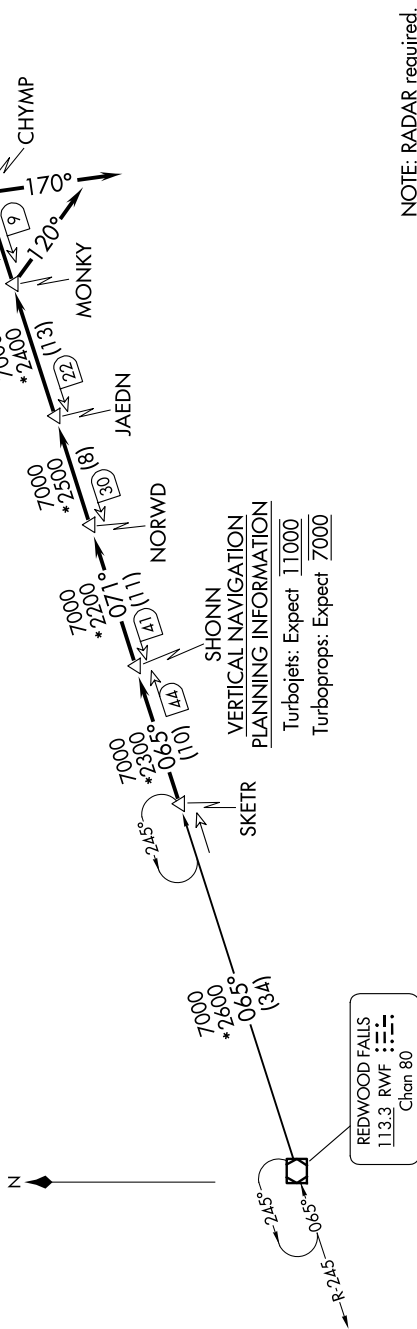 CHYMP
170°
9
120°
MONKY
*2400
(13)
22
JAEDN
7000
*2500
(8)
30
NORWD
7000
*2200
071°
(11)
41
44
SHONN
VERTICAL NAVIGATION
PLANNING INFORMATION
Turbojets: Expect 11000
Turboprops: Expect 7000
7000
*2300
065°
(10)
245°
SKETR
7000
*2600
065°
(34)
N
245°
065°
R-245
REDWOOD FALLS
113.3 RWF
Chan 80
NOTE: RADAR required.